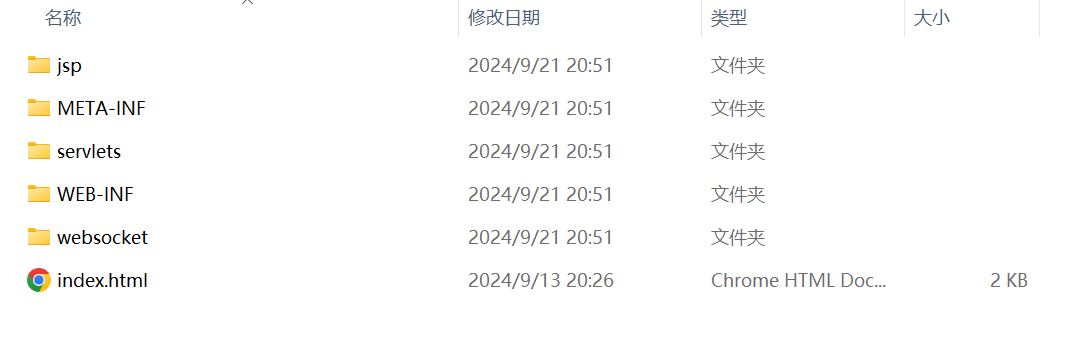 名称 修改日期 类型 大小
jsp 2024/9/21 20:51 文件夹
META-INF 2024/9/21 20:51 文件夹
servlets 2024/9/21 20:51 文件夹
WEB-INF 2024/9/21 20:51 文件夹
websocket 2024/9/21 20:51 文件夹
index.html 2024/9/13 20:26 Chrome HTML Doc... 2 KB